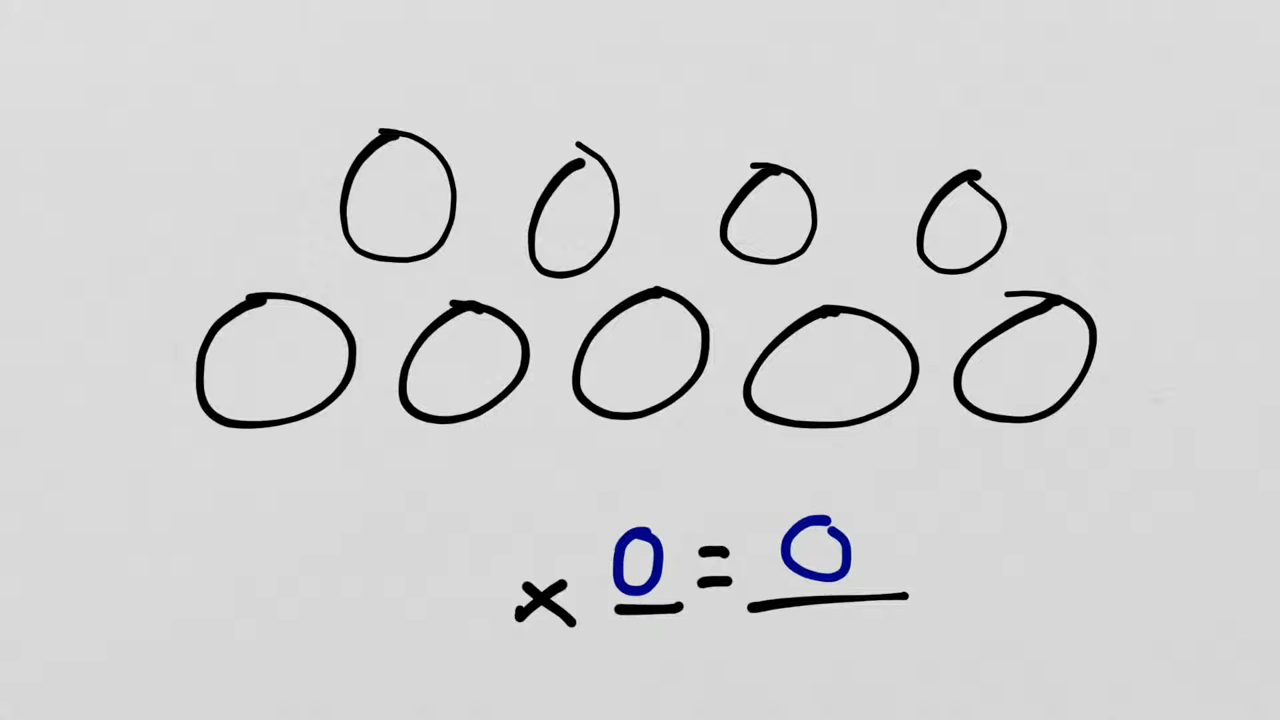 × 0 = 0